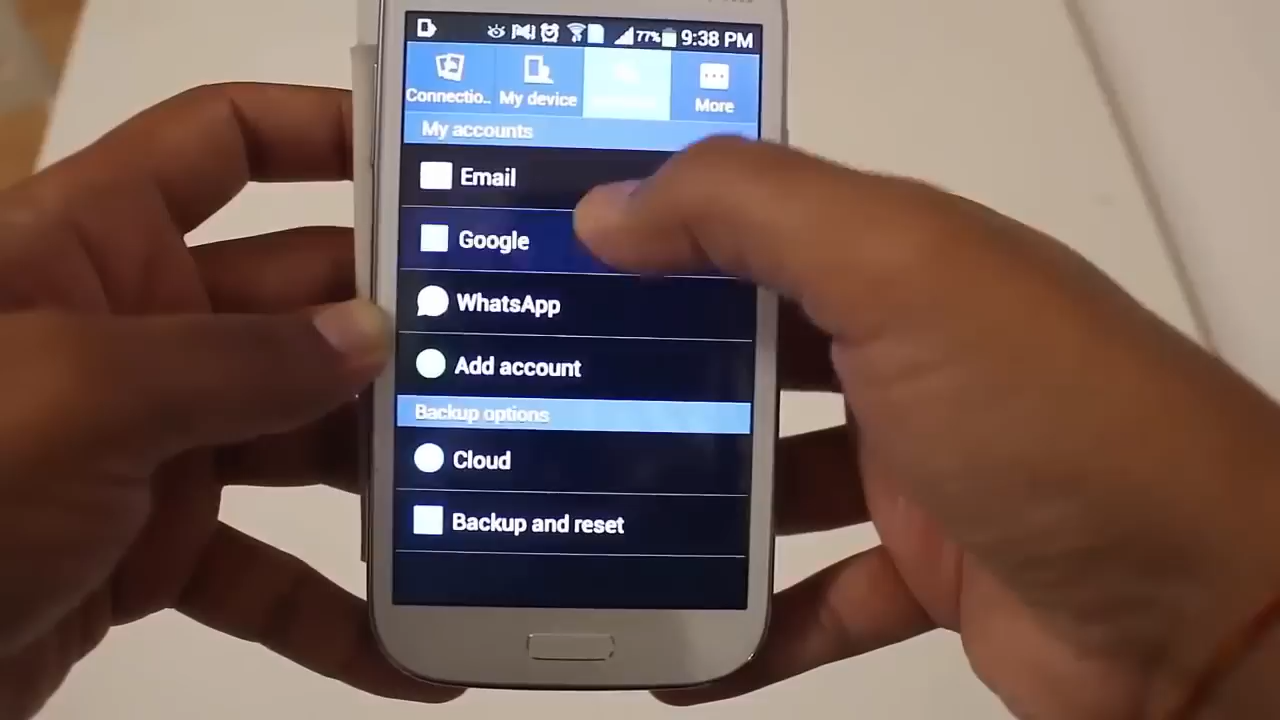 77% 9:38 PM
Connectio.. My device More
My accounts
Email
Google
WhatsApp
Add account
Backup options
Cloud
Backup and reset